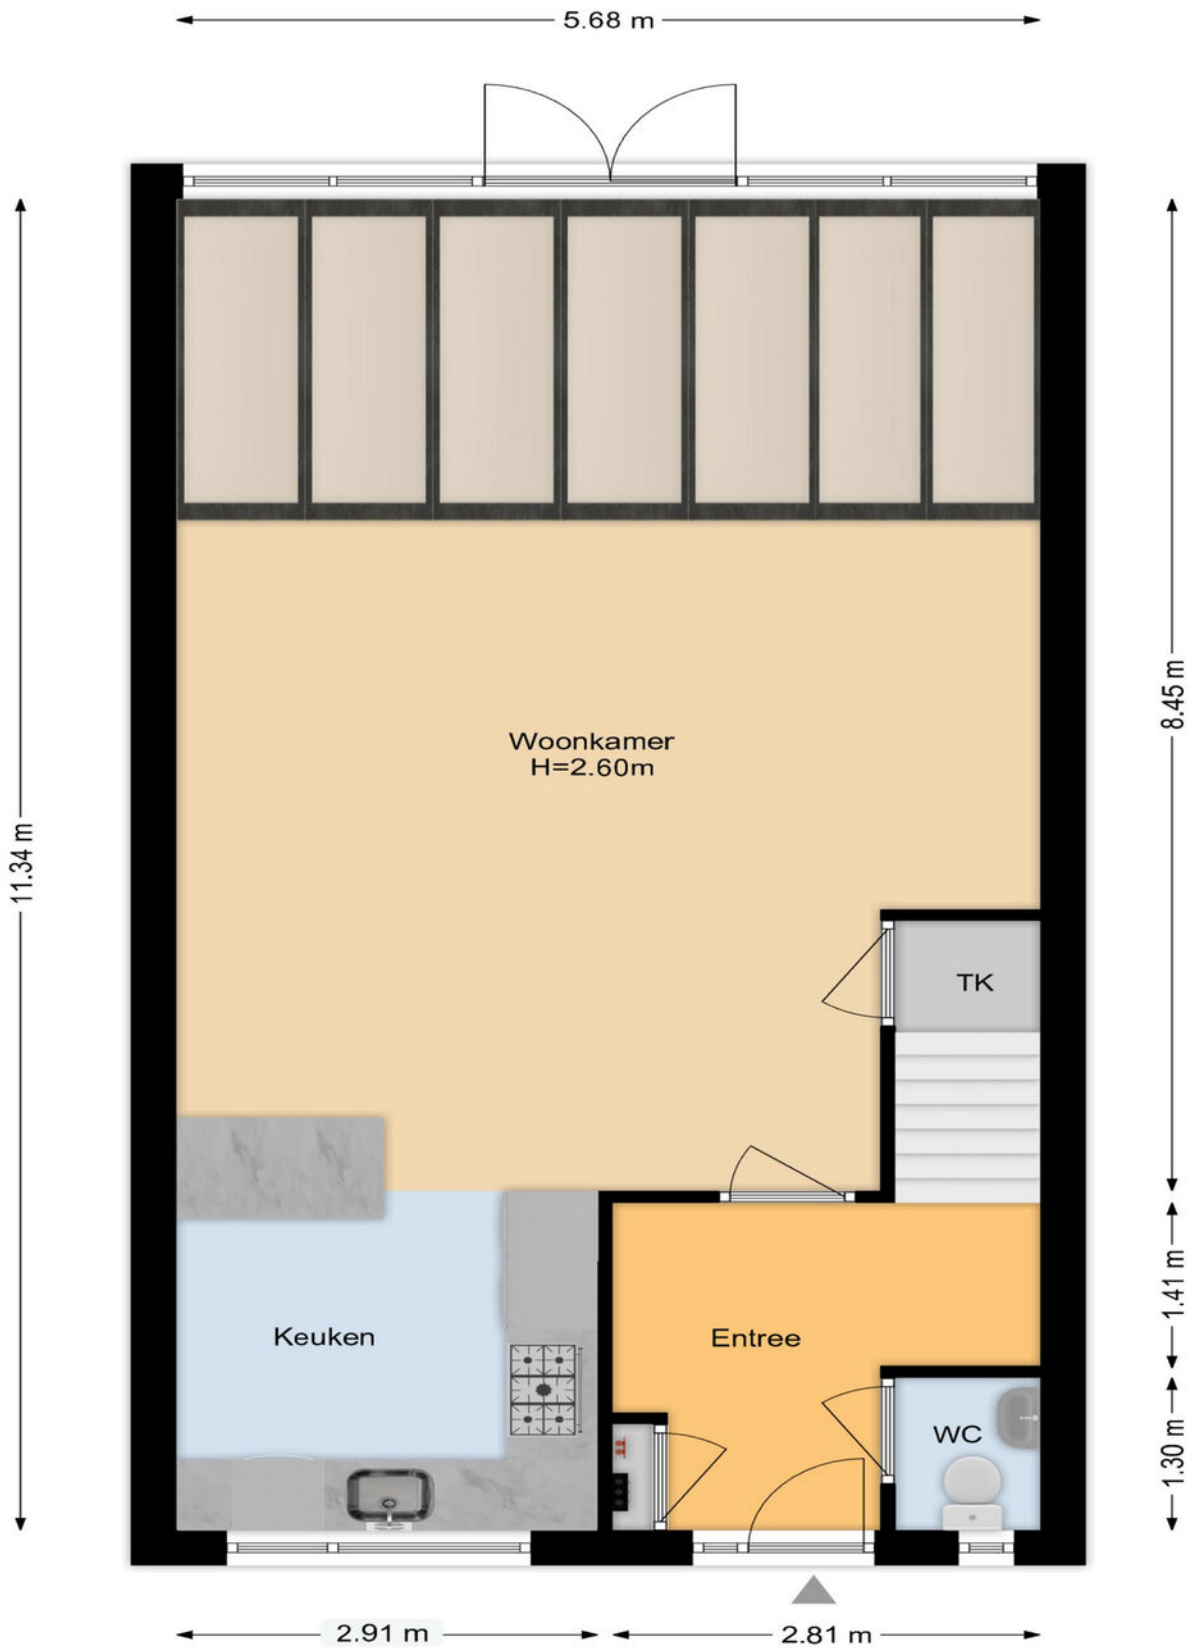 5.68 m
11.34 m
8.45 m
Woonkamer
H=2.60m
TK
1.41 m
Keuken
Entree
WC
1.30 m
2.91 m
2.81 m